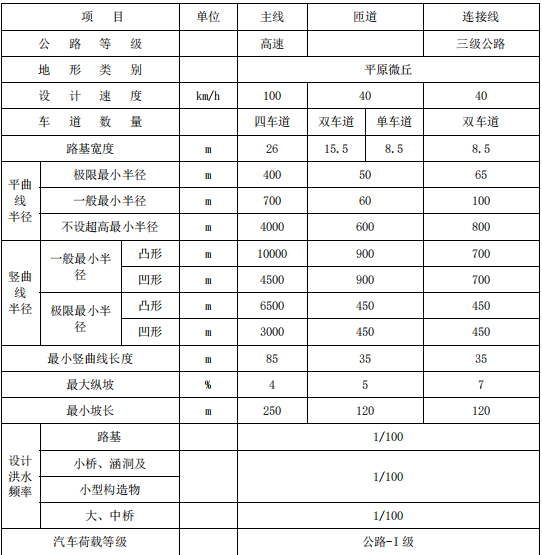 项 目 单位 主线 匝道 连接线
公 路 等 级 高速 三级公路
地 形 类 别 平原微丘
设 计 速 度 km/h 100 40 40
车 道 数 量 四车道 双车道 单车道 双车道
路基宽度 m 26 15.5 8.5 8.5
平曲
线
半径
极限最小半径 m 400 50 65
一般最小半径 m 700 60 100
不设超高最小半径 m 4000 600 800
竖曲
线
半径
一般最小半
径
凸形 m 10000 900 700
凹形 m 4500 900 700
极限最小半
径
凸形 m 6500 450 450
凹形 m 3000 450 450
最小竖曲线长度 m 85 35 35
最大纵坡 % 4 5 7
最小坡长 m 250 120 120
设计
洪水
频率
路基 1/100
小桥、涵洞及
小型构造物
1/100
大、中桥 1/100
汽车荷载等级 公路-I 级